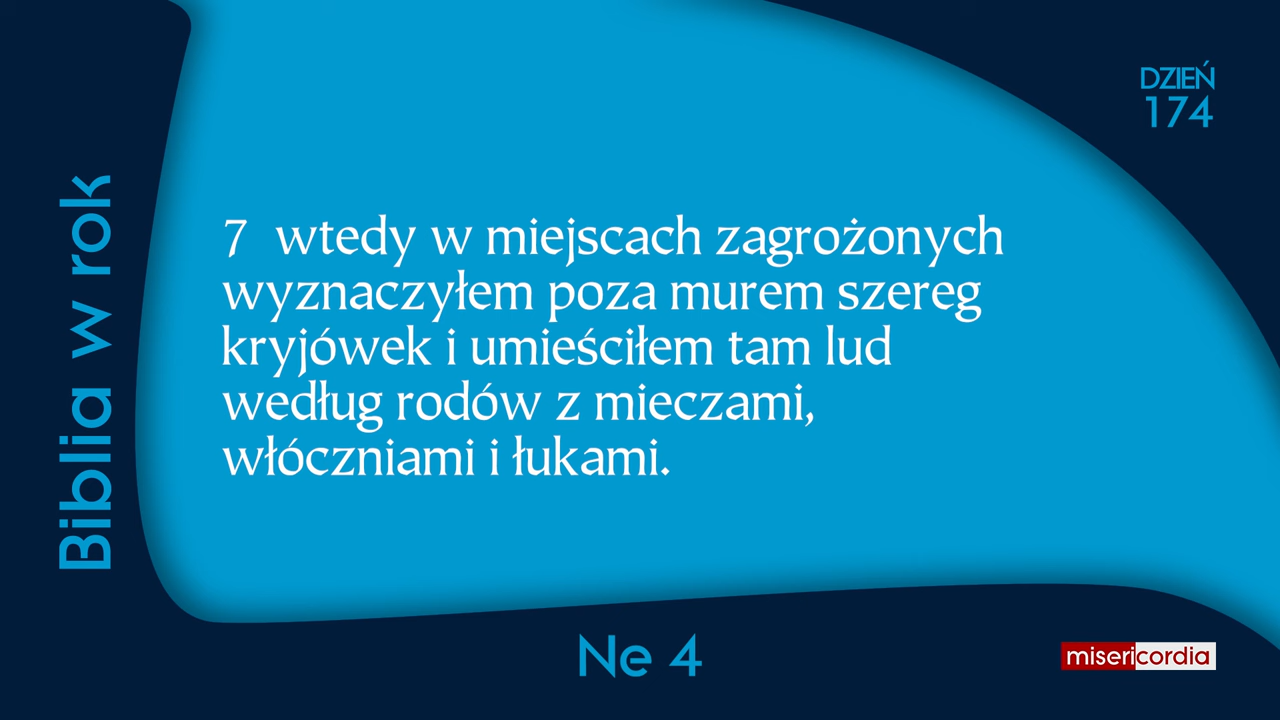 DZIEŃ
174
Biblia w rok
7 wtedy w miejscach zagrożonych
wyznaczyłem poza murem szereg
kryjówek i umieściłem tam lud
według rodów z mieczami,
włóczniami i łukami.
Ne 4
misericordia